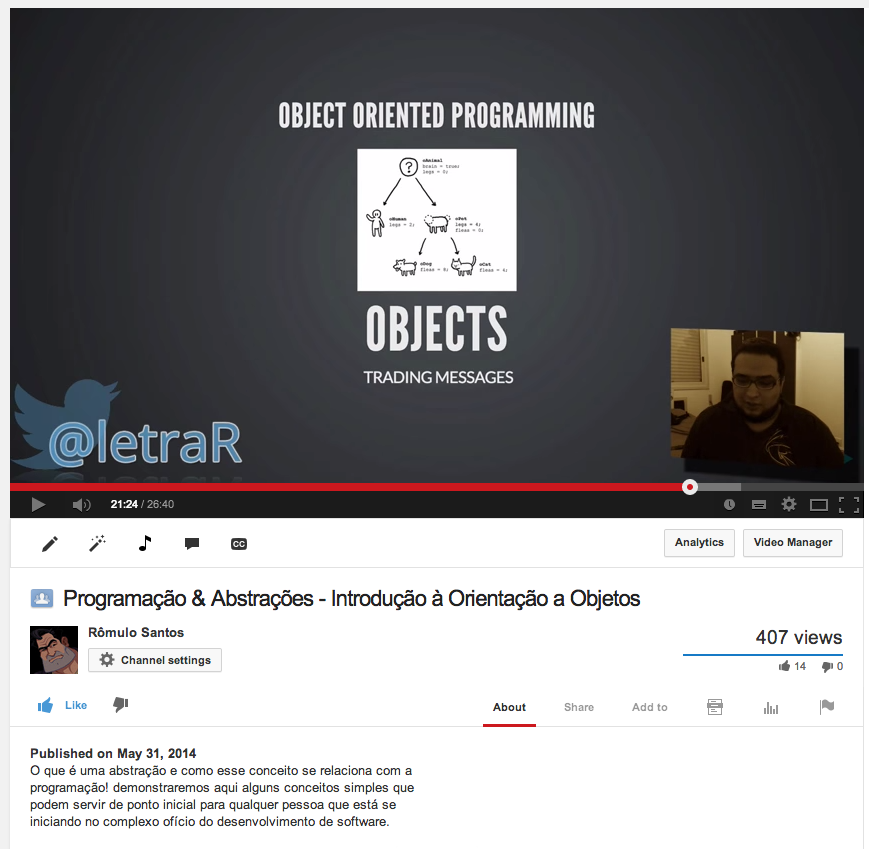 OBJECT ORIENTED PROGRAMMING
oAnimal
brain = true;
legs = 0;
?
oHuman
legs = 2;
oPet
legs = 4;
fleas = 0;
oDog
fleas = 8;
oCat
fleas = 4;
OBJECTS
TRADING MESSAGES
@letraR
21:24 / 26:40
CC
Analytics
Video Manager
Programação & Abstrações - Introdução à Orientação a Objetos
Rômulo Santos
Channel settings
407 views
14
0
Like
About
Share
Add to
Published on May 31, 2014
O que é uma abstração e como esse conceito se relaciona com a
programação! demonstraremos aqui alguns conceitos simples que
podem servir de ponto inicial para qualquer pessoa que está se
iniciando no complexo ofício do desenvolvimento de software.